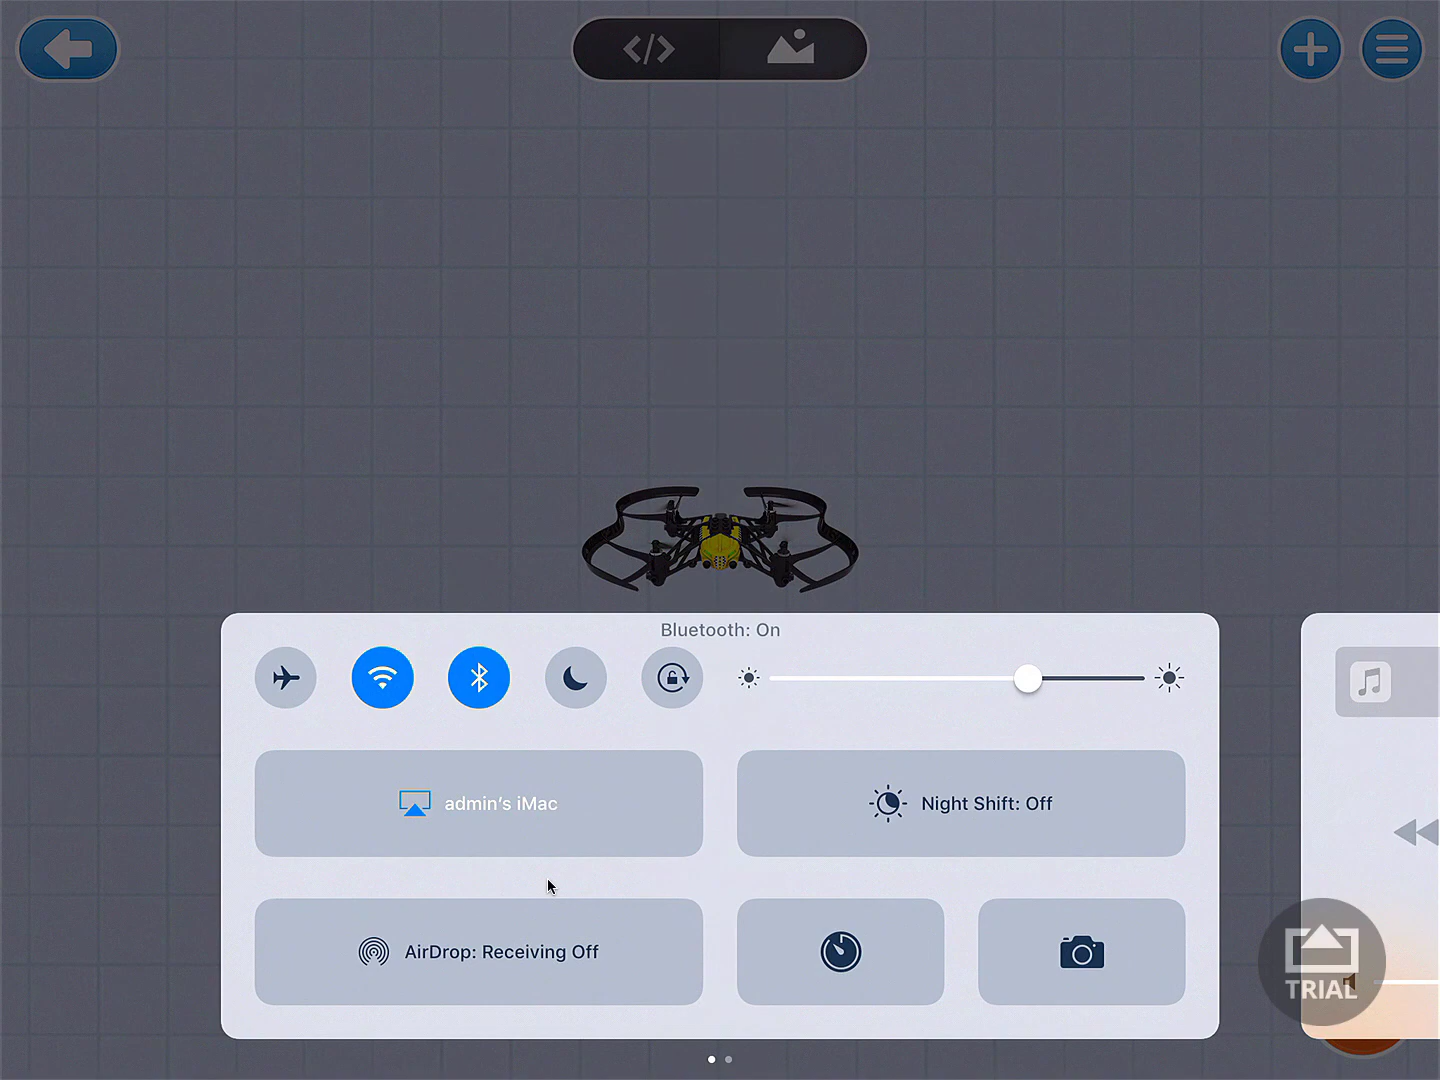 Bluetooth: On
admin's iMac
Night Shift: Off
AirDrop: Receiving Off
TRIAL